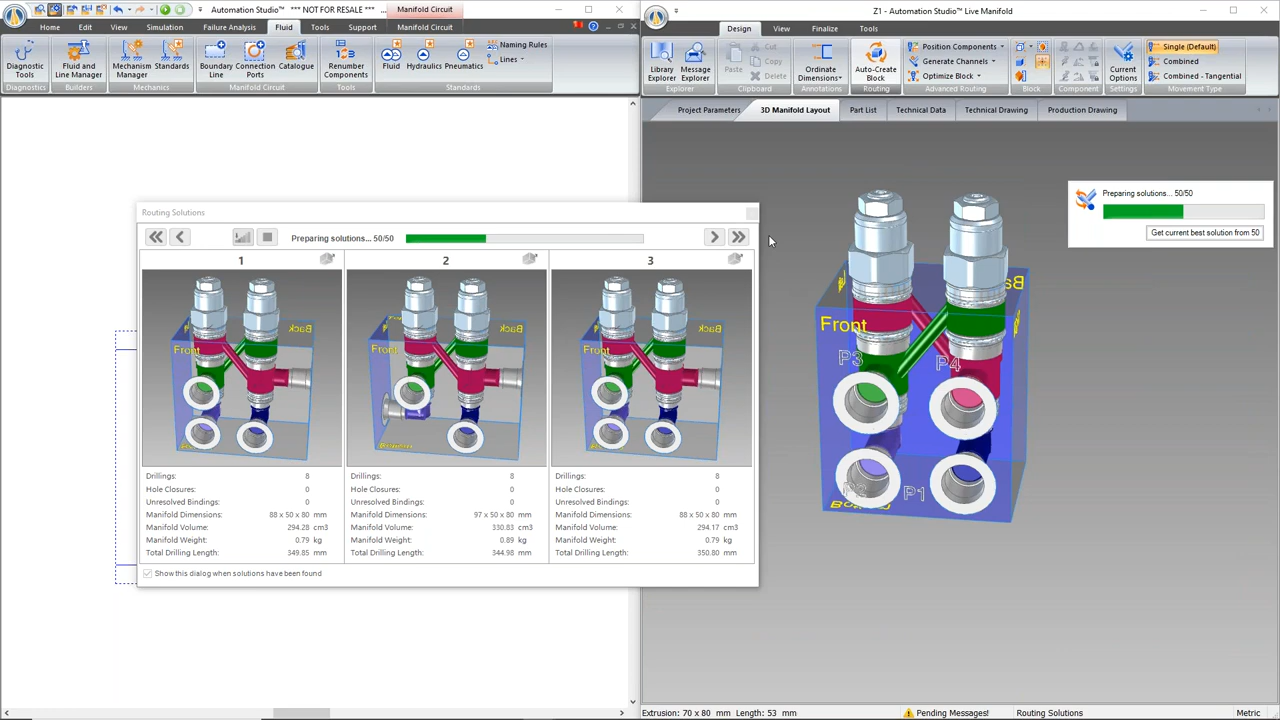 Automation Studio™ *** NOT FOR RESALE ***
Manifold Circuit
Home
Edit
View
Simulation
Failure Analysis
Fluid
Tools
Support
Manifold Circuit
Diagnostic Tools
Fluid and Line Manager
Mechanism Manager
Standards
Boundary Line
Connection Ports
Catalogue
Renumber Components
Fluid
Hydraulics
Pneumatics
Naming Rules
Lines
Diagnostics
Builders
Mechanics
Manifold Circuit
Tools
Standards
Z1 - Automation Studio™ Live Manifold
Design
View
Finalize
Tools
Library Explorer
Message Explorer
Paste
Cut
Copy
Delete
Ordinate Dimensions
Auto-Create Block
Position Components
Generate Channels
Optimize Block
Current Options
Single (Default)
Combined
Combined - Tangential
Explorer
Clipboard
Annotations
Routing
Advanced Routing
Block
Component
Settings
Movement Type
Project Parameters
3D Manifold Layout
Part List
Technical Data
Technical Drawing
Production Drawing
Preparing solutions... 50/50
Get current best solution from 50
Routing Solutions
Preparing solutions... 50/50
1
2
3
Front
Back
Front
Back
Front
Back
Drillings: 8
Hole Closures: 0
Unresolved Bindings: 0
Manifold Dimensions: 88 x 50 x 80 mm
Manifold Volume: 294.28 cm3
Manifold Weight: 0.79 kg
Total Drilling Length: 349.85 mm
Drillings: 8
Hole Closures: 0
Unresolved Bindings: 0
Manifold Dimensions: 97 x 50 x 80 mm
Manifold Volume: 330.83 cm3
Manifold Weight: 0.89 kg
Total Drilling Length: 344.98 mm
Drillings: 8
Hole Closures: 0
Unresolved Bindings: 0
Manifold Dimensions: 88 x 50 x 80 mm
Manifold Volume: 294.17 cm3
Manifold Weight: 0.79 kg
Total Drilling Length: 350.80 mm
Show this dialog when solutions have been found
Front
P3
P4
P1
Extrusion: 70 x 80 mm Length: 53 mm
Pending Messages!
Routing Solutions
Metric